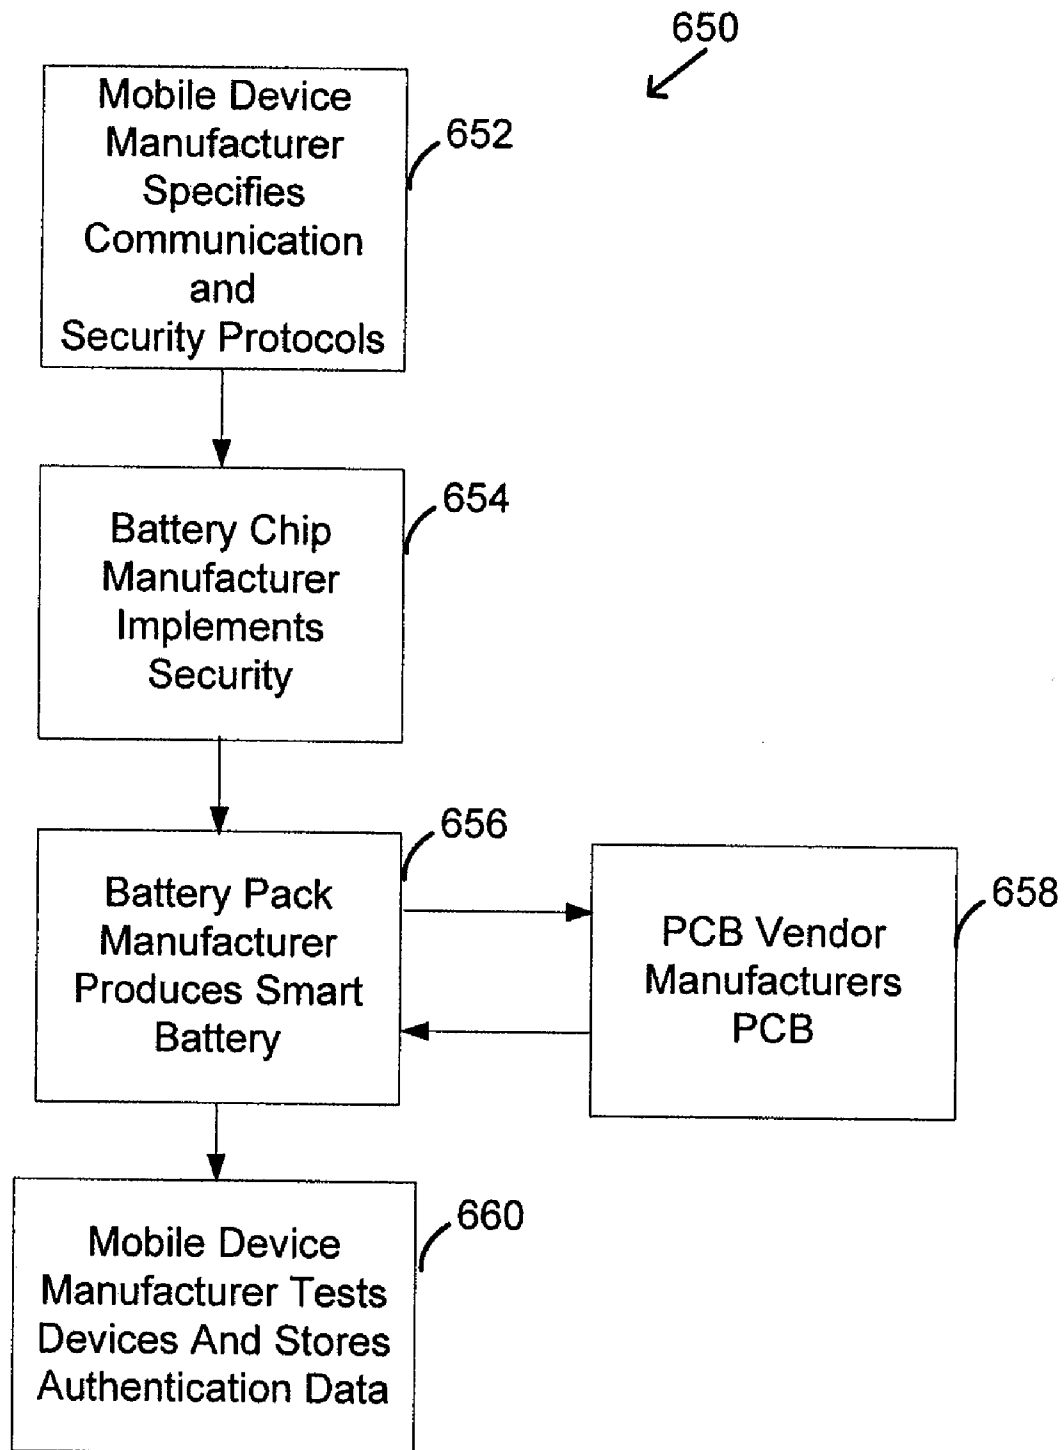 650
Mobile Device
Manufacturer
Specifies
Communication
and
Security Protocols
652
Battery Chip
Manufacturer
Implements
Security
654
Battery Pack
Manufacturer
Produces Smart
Battery
656
PCB Vendor
Manufacturers
PCB
658
Mobile Device
Manufacturer Tests
Devices And Stores
Authentication Data
660